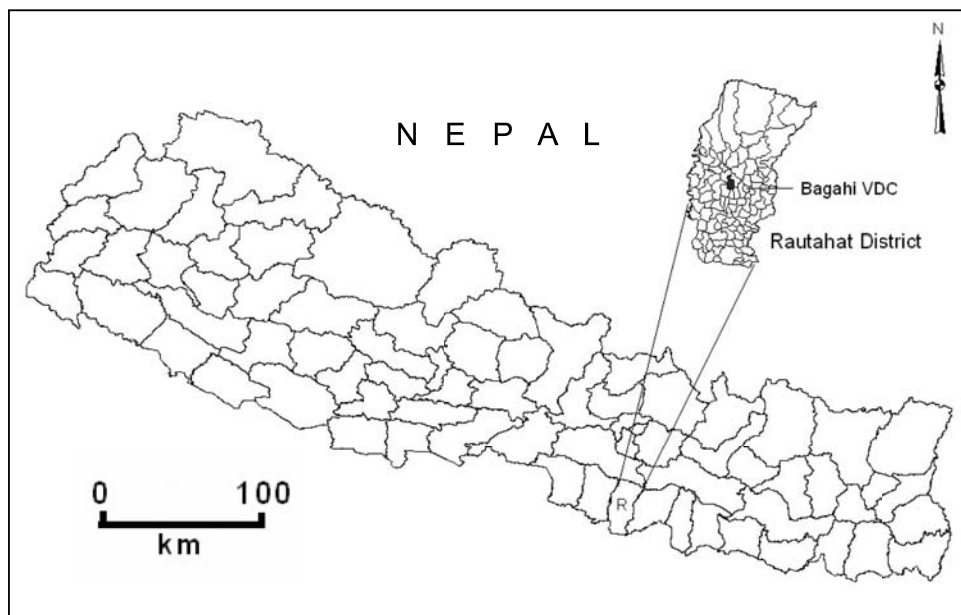 N
N E P A L
Bagahi VDC
Rautahat District
R
0 100
km